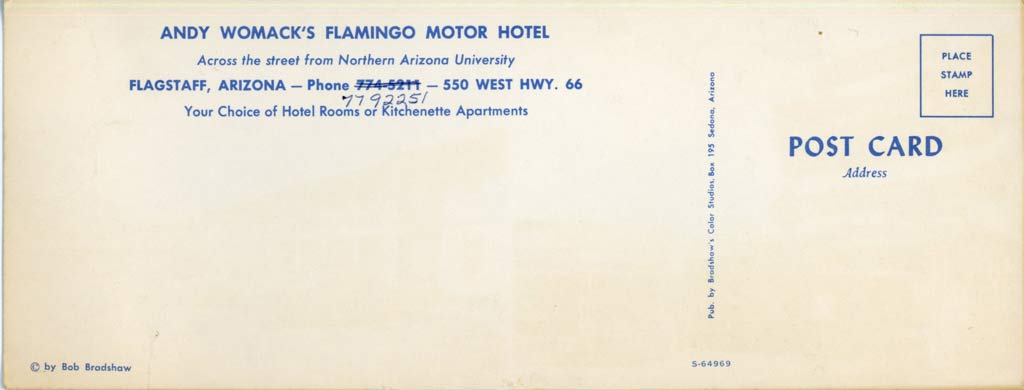 ANDY WOMACK'S FLAMINGO MOTOR HOTEL
Across the street from Northern Arizona University
FLAGSTAFF, ARIZONA — Phone 774-5211 — 550 WEST HWY. 66
7792251
Your Choice of Hotel Rooms or Kitchenette Apartments
© by Bob Bradshaw
Pub. by Bradshaw's Color Studios, Box 195 Sedona, Arizona
S-64969
PLACE
STAMP
HERE
POST CARD
Address